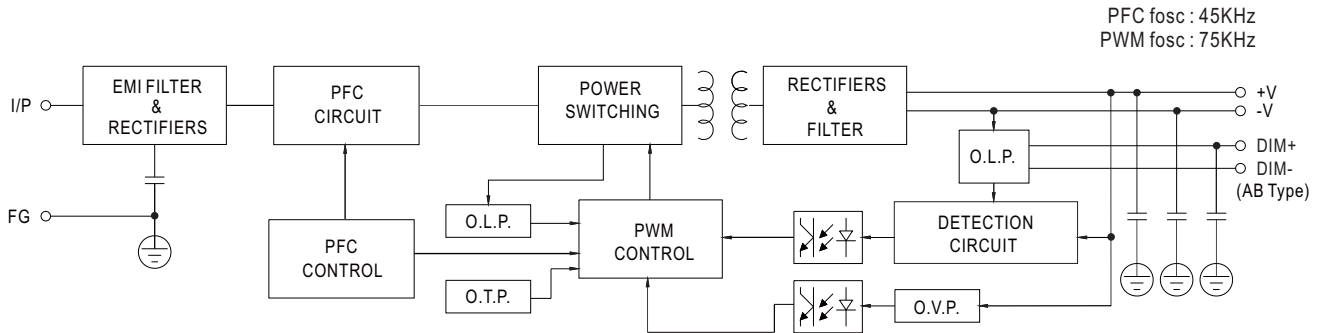 PFC fosc : 45KHz
PWM fosc : 75KHz
I/P
EMI FILTER
&
RECTIFIERS
PFC
CIRCUIT
POWER
SWITCHING
RECTIFIERS
&
FILTER
+V
-V
O.L.P.
DIM+
DIM-
(AB Type)
FG
O.L.P.
PFC
CONTROL
PWM
CONTROL
DETECTION
CIRCUIT
O.T.P.
O.V.P.